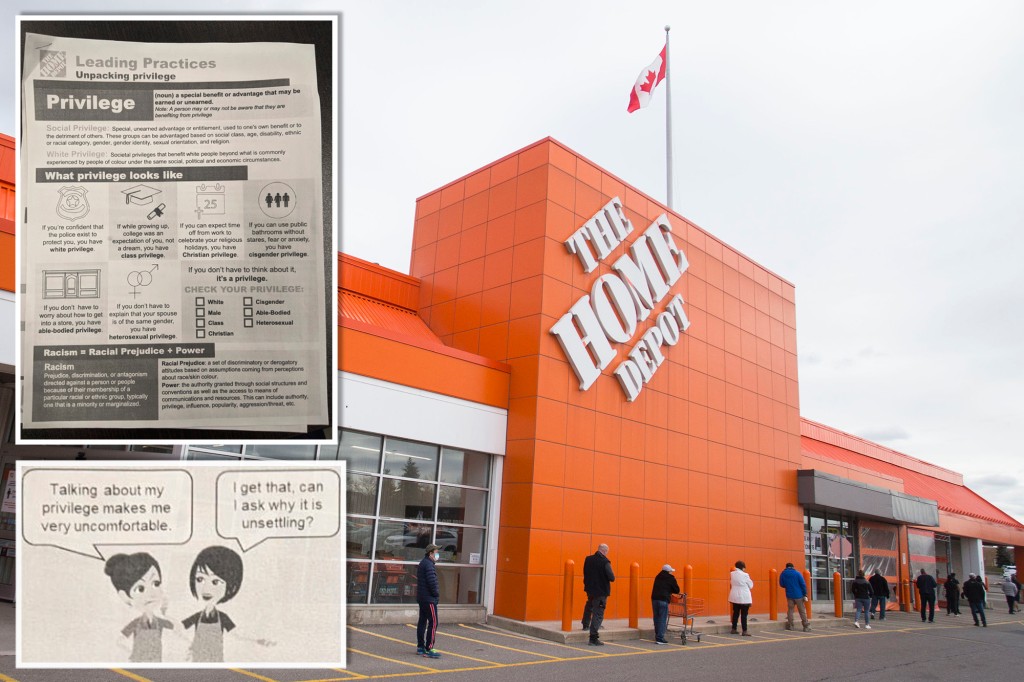 THE HOME DEPOT
Leading Practices
Unpacking privilege
Privilege
(noun) a special benefit or advantage that may be
earned or unearned.
Note: A person may or may not be aware that they are
benefiting from privilege
Social Privilege: Special, unearned advantage or entitlement, used to one's own benefit or to
the detriment of others. These groups can be advantaged based on social class, age, disability, ethnic
or racial category, gender, gender identity, sexual orientation, and religion.
White Privilege: Societal privileges that benefit white people beyond what is commonly
experienced by people of colour under the same social, political and economic circumstances.
What privilege looks like
If you're confident that
the police exist to
protect you, you have
white privilege.
If while growing up,
college was an
expectation of you, not
a dream, you have
class privilege.
25
If you can expect time
off from work to
celebrate your religious
holidays, you have
Christian privilege.
If you can use public
bathrooms without
stares, fear or anxiety,
you have
cisgender privilege.
If you don't have to
worry about how to get
into a store, you have
able-bodied privilege.
If you don't have to
explain that your spouse
is of the same gender,
you have
heterosexual privilege.
If you don't have to think about it,
it's a privilege.
CHECK YOUR PRIVILEGE:
White
Male
Class
Christian
Cisgender
Able-Bodied
Heterosexual
Racism = Racial Prejudice + Power
Racism
Prejudice, discrimination, or antagonism
directed against a person or people
because of their membership of a
particular racial or ethnic group, typically
one that is a minority or marginalized.
Racial Prejudice: a set of discriminatory or derogatory
attitudes based on assumptions coming from perceptions
about race/skin colour.
Power: the authority granted through social structures and
conventions as well as the access to means of
communications and resources. This can include authority,
privilege, influence, popularity, aggression/threat, etc.
Talking about my
privilege makes me
very uncomfortable.
I get that, can
I ask why it is
unsettling?
THE
HOME
DEPOT